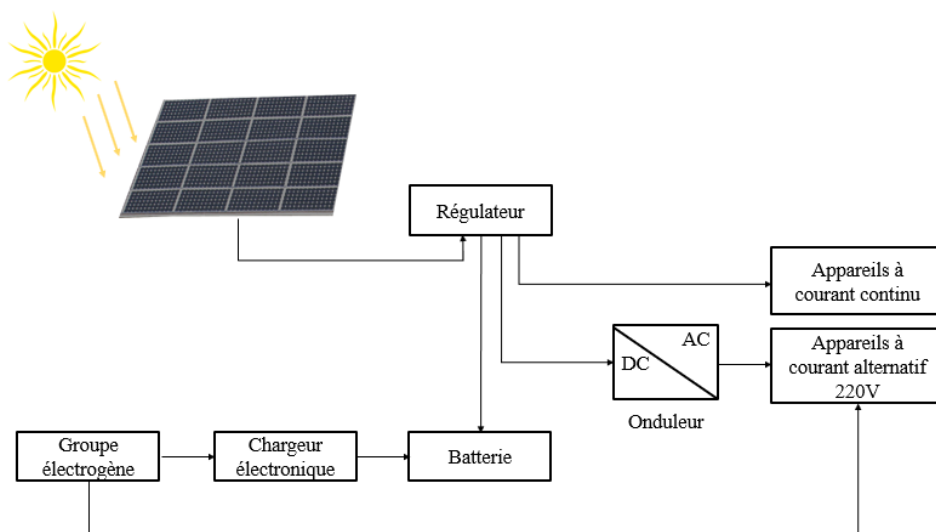 Régulateur
Appareils à
courant continu
AC
DC
Appareils à
courant alternatif
220V
Onduleur
Groupe
électrogène
Chargeur
électronique
Batterie